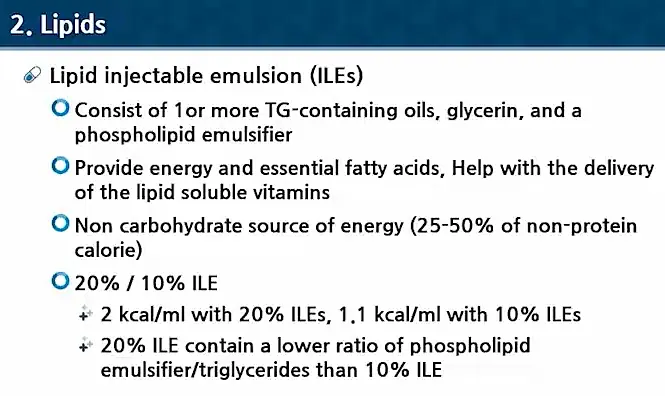 2. Lipids
Lipid injectable emulsion (ILEs)
Consist of 1or more TG-containing oils, glycerin, and a
phospholipid emulsifier
Provide energy and essential fatty acids, Help with the delivery
of the lipid soluble vitamins
Non carbohydrate source of energy (25-50% of non-protein
calorie)
20% / 10% ILE
2 kcal/ml with 20% ILEs, 1.1 kcal/ml with 10% ILEs
20% ILE contain a lower ratio of phospholipid
emulsifier/triglycerides than 10% ILE